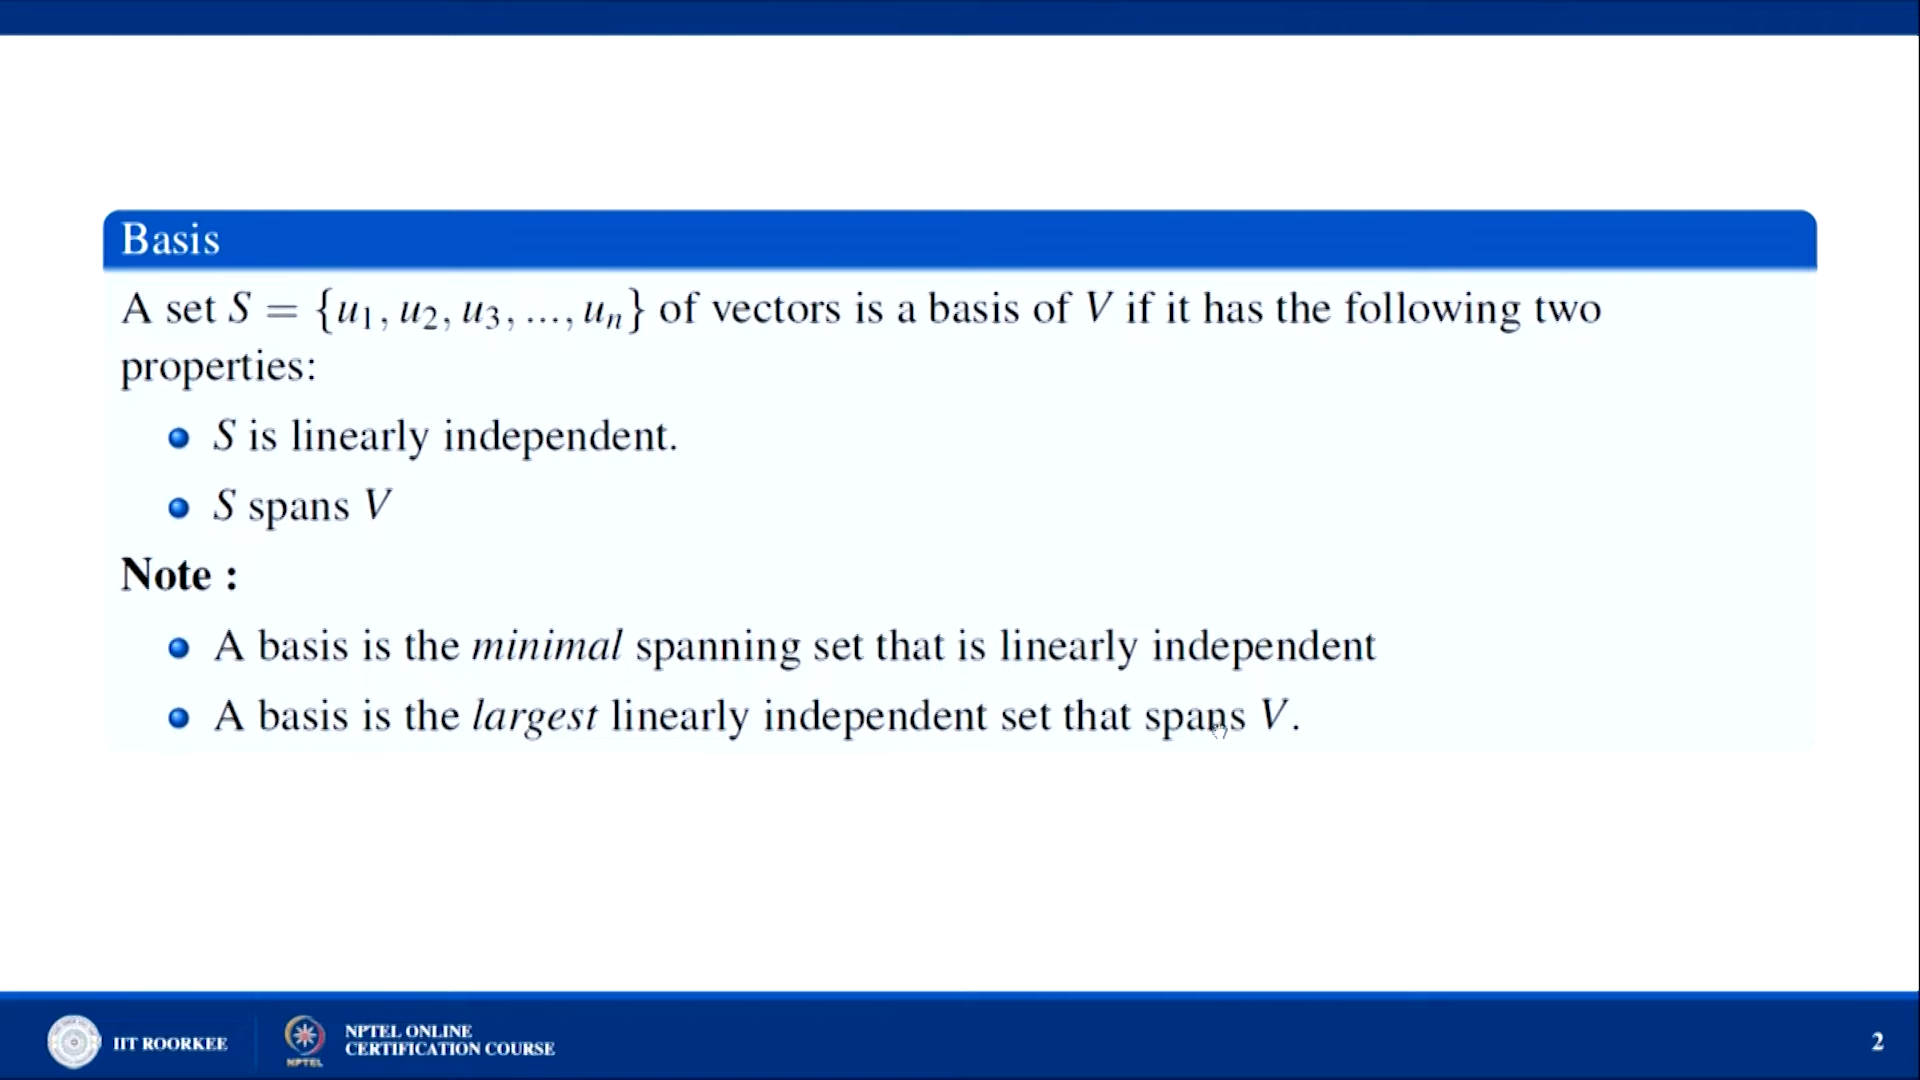 Basis
A set S = {u₁, u₂, u₃, ..., uₙ} of vectors is a basis of V if it has the following two
properties:
S is linearly independent.
S spans V
Note :
A basis is the minimal spanning set that is linearly independent
A basis is the largest linearly independent set that spans V.
IIT ROORKEE
NPTEL
NPTEL ONLINE
CERTIFICATION COURSE
2